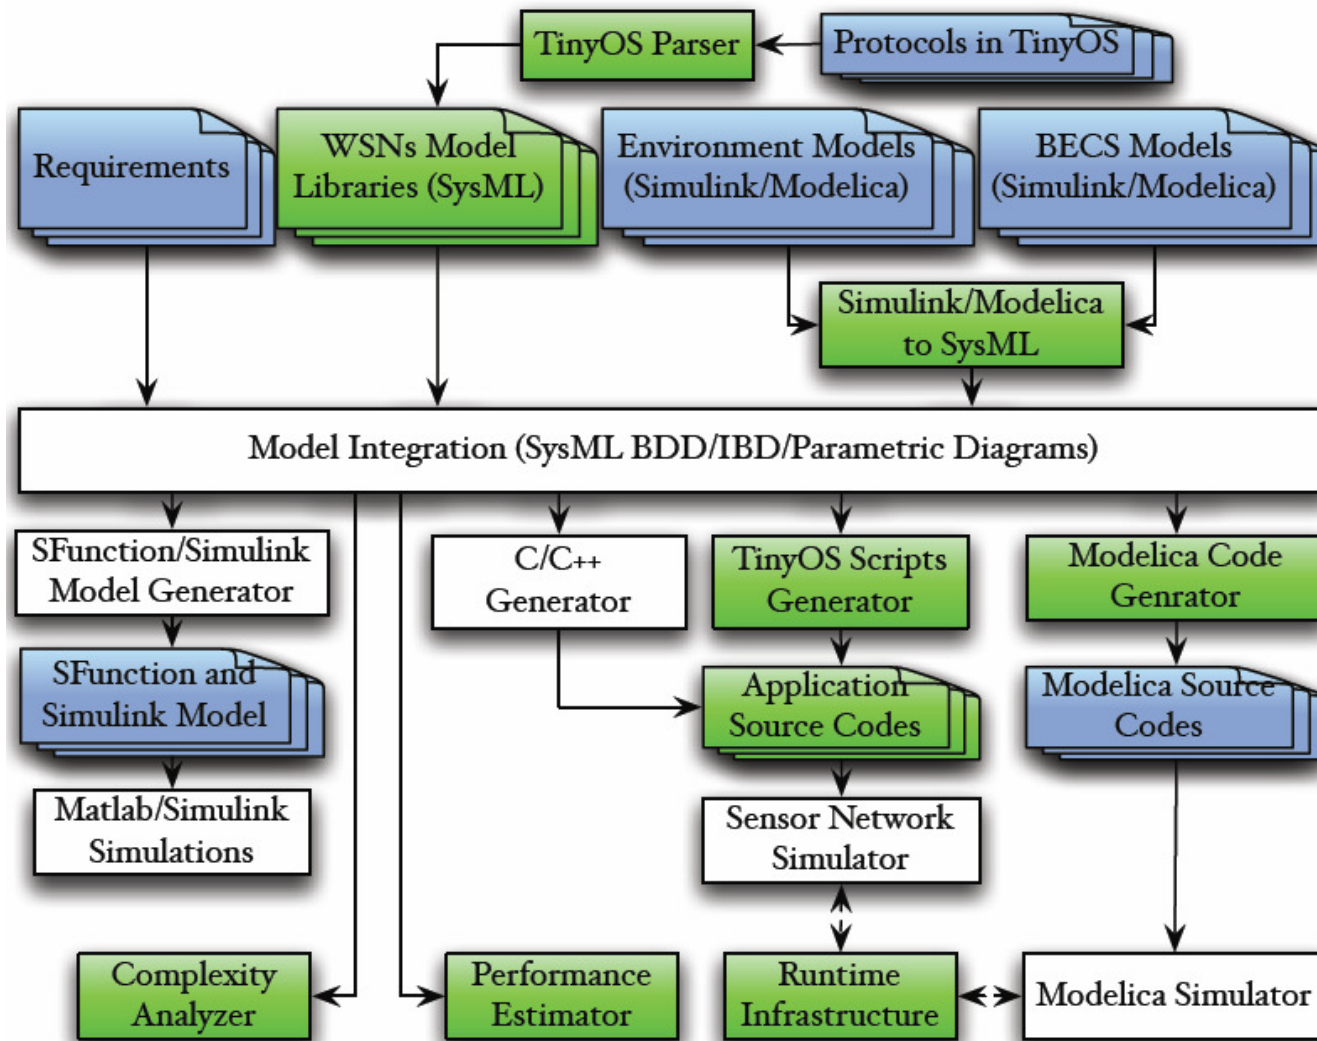 TinyOS Parser
Protocols in TinyOS
Requirements
WSNs Model
Libraries (SysML)
Environment Models
(Simulink/Modelica)
BECS Models
(Simulink/Modelica)
Simulink/Modelica
to SysML
Model Integration (SysML BDD/IBD/Parametric Diagrams)
SFunction/Simulink
Model Generator
C/C++
Generator
TinyOS Scripts
Generator
Modelica Code
Genrator
SFunction and
Simulink Model
Application
Source Codes
Modelica Source
Codes
Matlab/Simulink
Simulations
Sensor Network
Simulator
Complexity
Analyzer
Performance
Estimator
Runtime
Infrastructure
Modelica Simulator